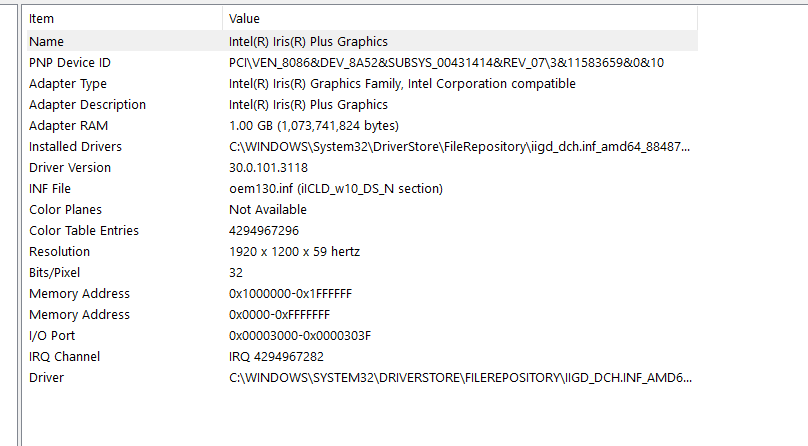 Item Value
Name Intel(R) Iris(R) Plus Graphics
PNP Device ID PCI\VEN_8086&DEV_8A52&SUBSYS_00431414&REV_07\3&11583659&0&10
Adapter Type Intel(R) Iris(R) Graphics Family, Intel Corporation compatible
Adapter Description Intel(R) Iris(R) Plus Graphics
Adapter RAM 1.00 GB (1,073,741,824 bytes)
Installed Drivers C:\WINDOWS\System32\DriverStore\FileRepository\iigd_dch.inf_amd64_88487...
Driver Version 30.0.101.3118
INF File oem130.inf (iICLD_w10_DS_N section)
Color Planes Not Available
Color Table Entries 4294967296
Resolution 1920 x 1200 x 59 hertz
Bits/Pixel 32
Memory Address 0x1000000-0x1FFFFFF
Memory Address 0x0000-0xFFFFFFF
I/O Port 0x00003000-0x0000303F
IRQ Channel IRQ 4294967282
Driver C:\WINDOWS\SYSTEM32\DRIVERSTORE\FILEREPOSITORY\IIGD_DCH.INF_AMD6...